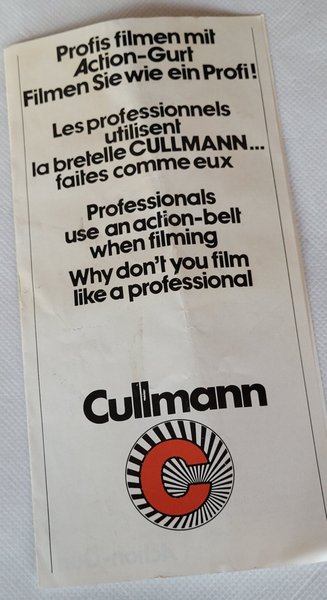 Profis filmen mit
Action-Gurt
Filmen Sie wie ein Profi!
Les professionnels
utilisent
la bretelle CULLMANN...
faites comme eux
Professionals
use an action-belt
when filming
Why don't you film
like a professional
Cullmann
C